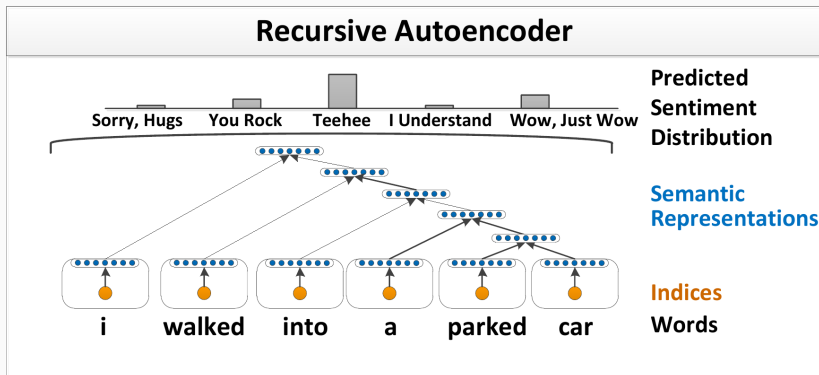 Recursive Autoencoder
Sorry, Hugs You Rock Teehee I Understand Wow, Just Wow
Predicted
Sentiment
Distribution
Semantic
Representations
Indices
i walked into a parked car
Words